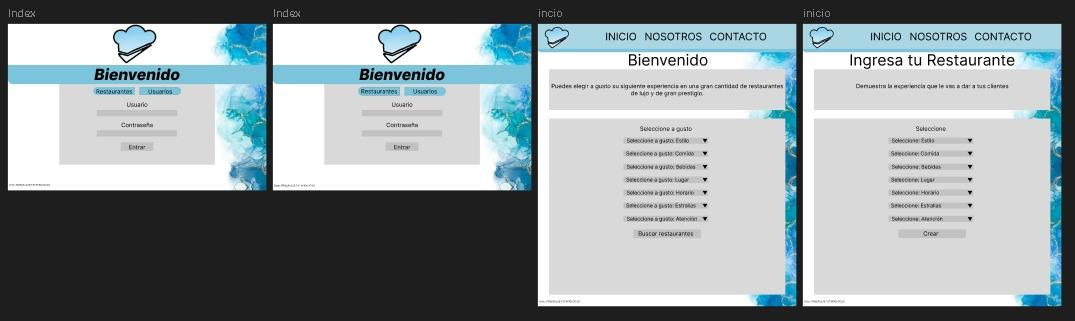 Index
Bienvenido
Restaurantes Usuarios
Usuario
Contraseña
Entrar
Index
Bienvenido
Restaurantes Usuarios
Usuario
Contraseña
Entrar
incio
INICIO NOSOTROS CONTACTO
Bienvenido
Puedes elegir a gusto su siguiente experiencia en una gran cantidad de restaurantes
de lujo y de gran prestigio.
Seleccione a gusto
Seleccione a gusto: Estilo
Seleccione a gusto: Comida
Seleccione a gusto: Bebidas
Seleccione a gusto: Lugar
Seleccione a gusto: Horario
Seleccione a gusto: Estrallas
Seleccione a gusto: Atención
Buscar restaurantes
inicio
INICIO NOSOTROS CONTACTO
Ingresa tu Restaurante
Demuestra la experiencia que le vas a dar a tus clientes
Seleccione
Seleccione: Estilo
Seleccione: Comida
Seleccione: Bebidas
Seleccione: Lugar
Seleccione: Horario
Seleccione: Estrallas
Seleccione: Atención
Crear